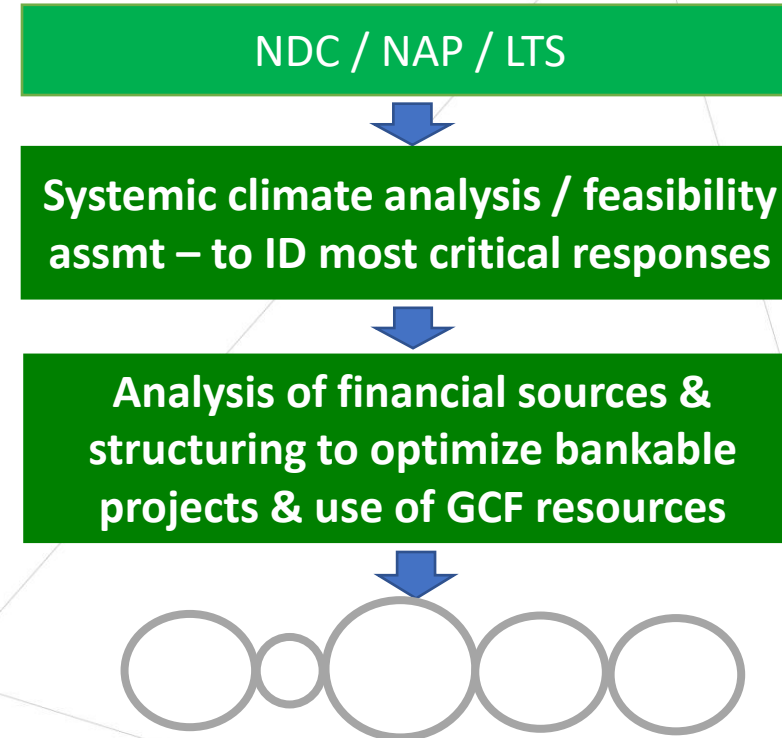 NDC / NAP / LTS
Systemic climate analysis / feasibility
assmt – to ID most critical responses
Analysis of financial sources &
structuring to optimize bankable
projects & use of GCF resources